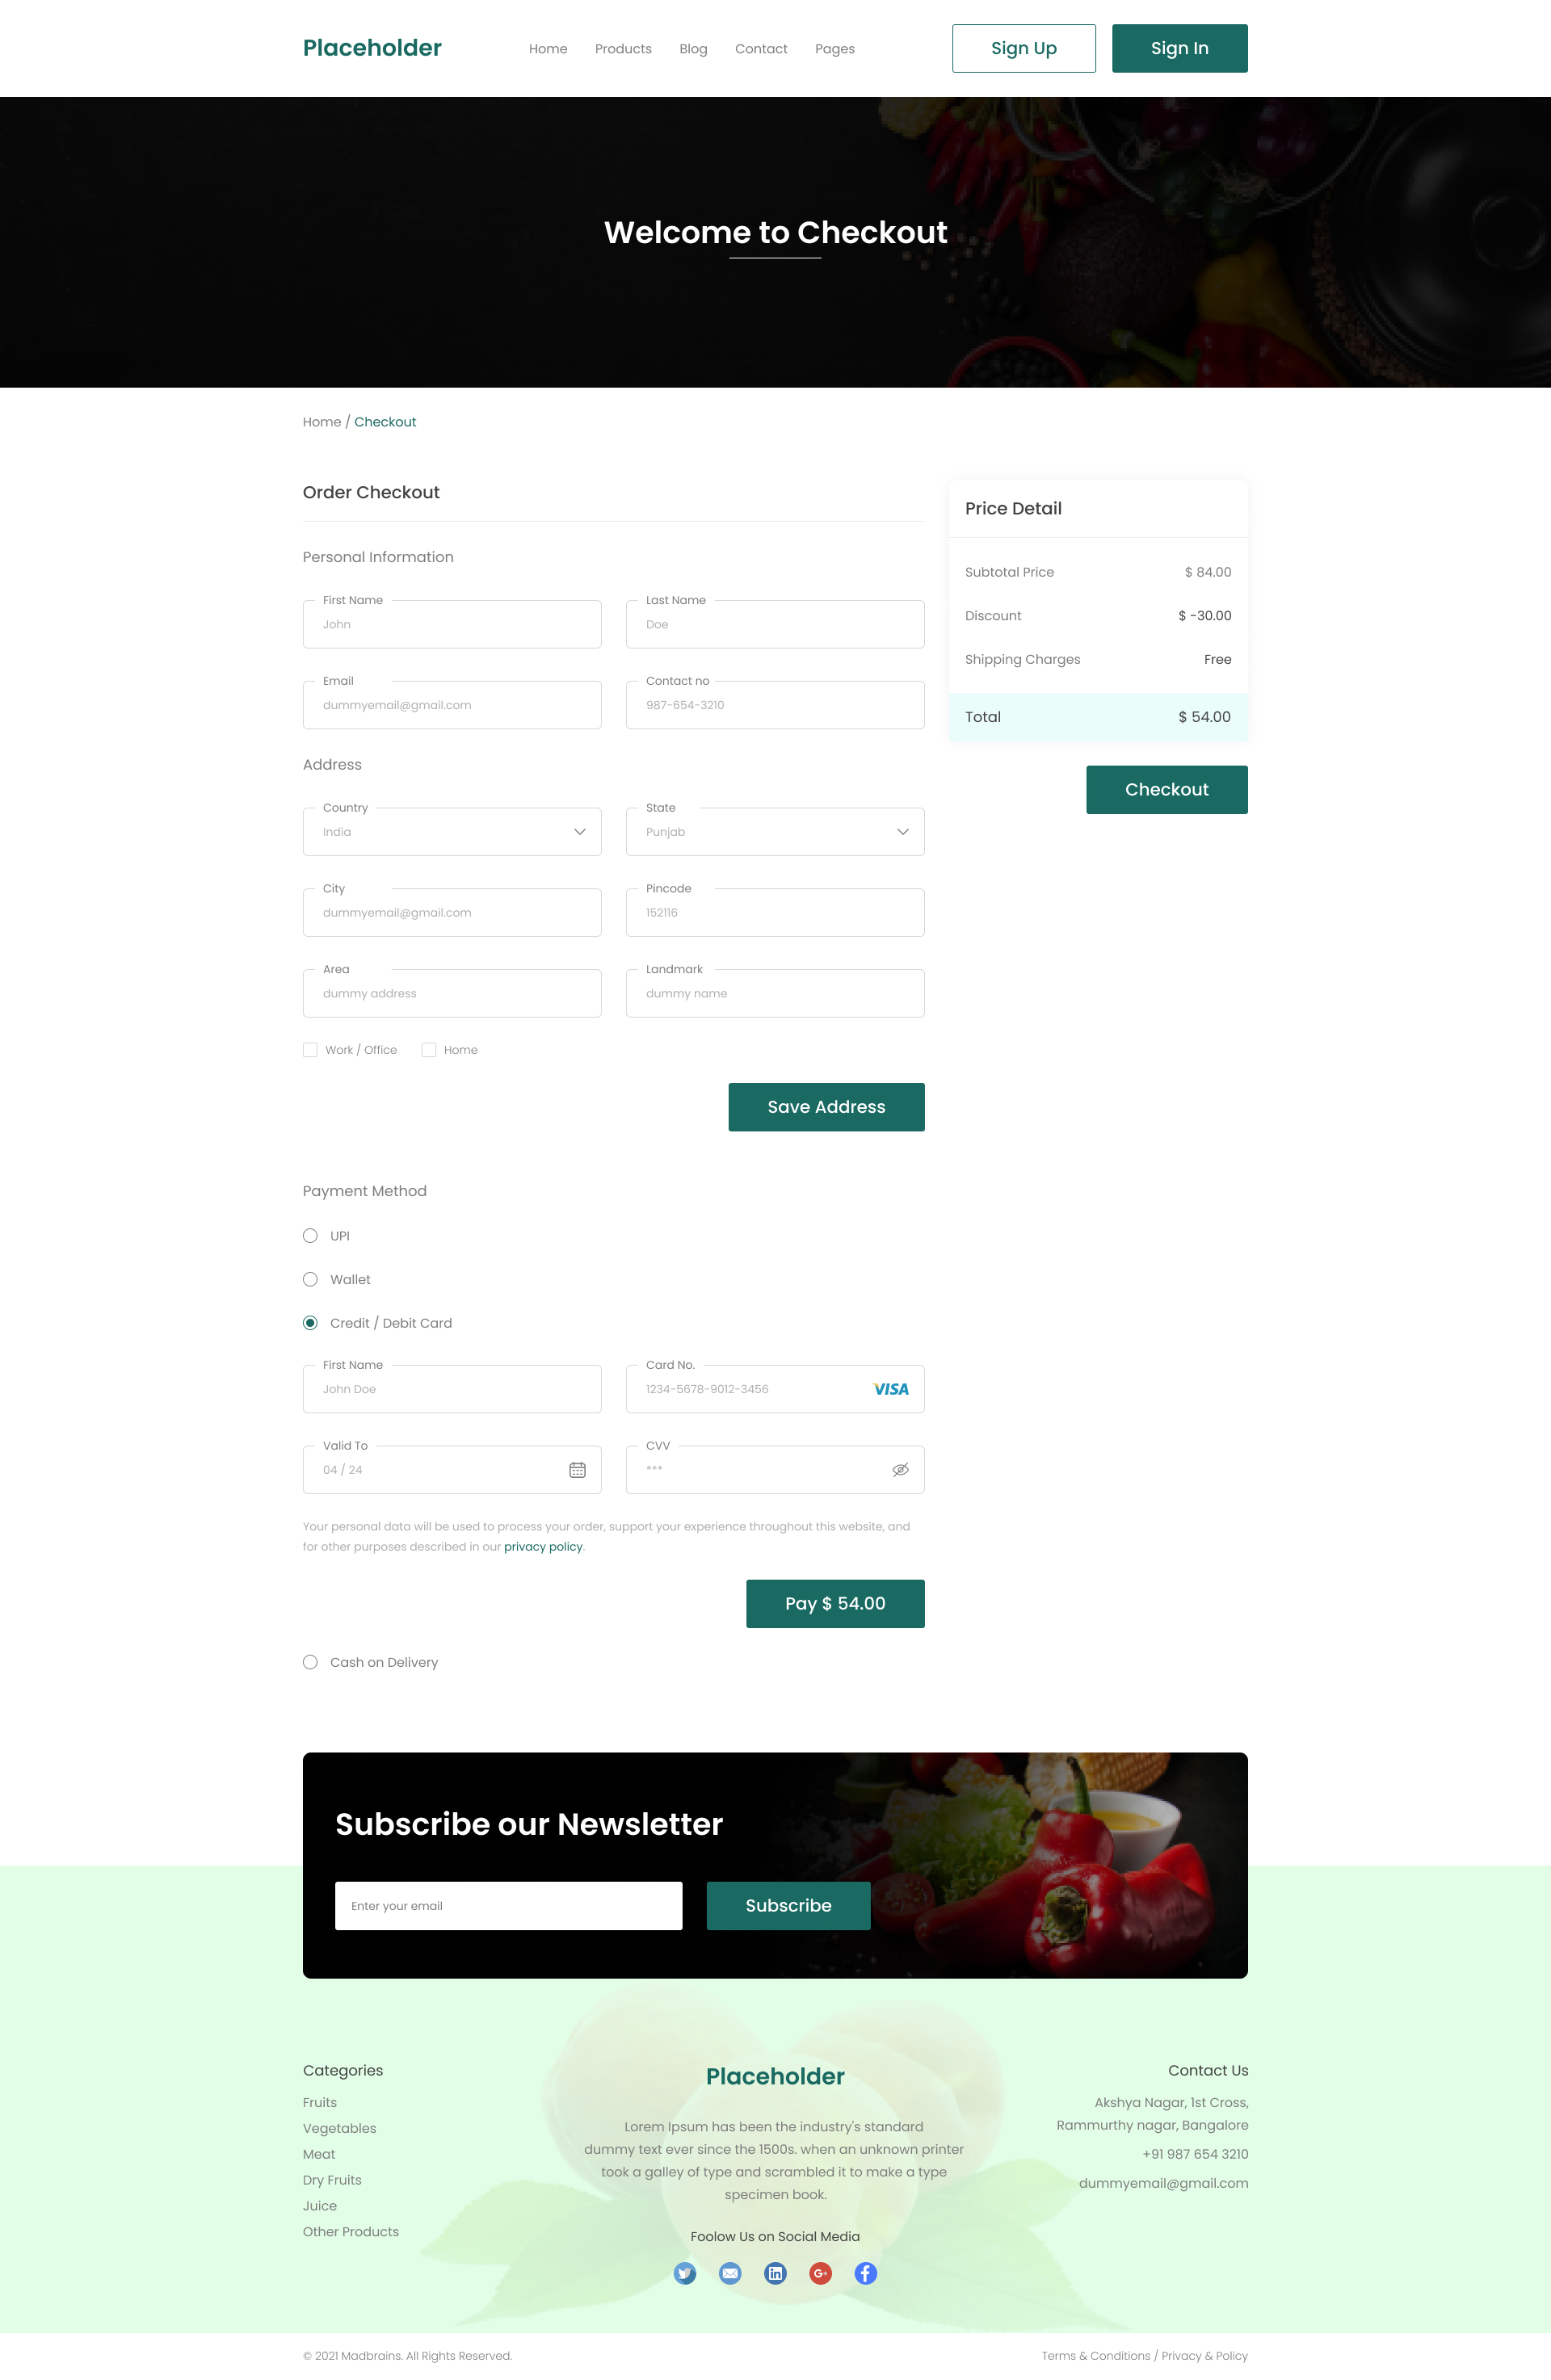 Placeholder
Home Products Blog Contact Pages
Sign Up
Sign In
Welcome to Checkout
Home / Checkout
Order Checkout
Personal Information
First Name
John
Last Name
Doe
Email
dummyemail@gmail.com
Contact no
987-654-3210
Address
Country
India
State
Punjab
City
dummyemail@gmail.com
Pincode
152116
Area
dummy address
Landmark
dummy name
Work / Office
Home
Save Address
Payment Method
UPI
Wallet
Credit / Debit Card
First Name
John Doe
Card No.
1234-5678-9012-3456
VISA
Valid To
04 / 24
CVV
***
Your personal data will be used to process your order, support your experience throughout this website, and
for other purposes described in our privacy policy.
Pay $ 54.00
Cash on Delivery
Price Detail
Subtotal Price $ 84.00
Discount $ -30.00
Shipping Charges Free
Total $ 54.00
Checkout
Subscribe our Newsletter
Enter your email
Subscribe
Categories
Fruits
Vegetables
Meat
Dry Fruits
Juice
Other Products
Placeholder
Lorem Ipsum has been the industry's standard
dummy text ever since the 1500s. when an unknown printer
took a galley of type and scrambled it to make a type
specimen book.
Foolow Us on Social Media
in
G+
f
Contact Us
Akshya Nagar, 1st Cross,
Rammurthy nagar, Bangalore
+91 987 654 3210
dummyemail@gmail.com
© 2021 Madbrains. All Rights Reserved.
Terms & Conditions / Privacy & Policy